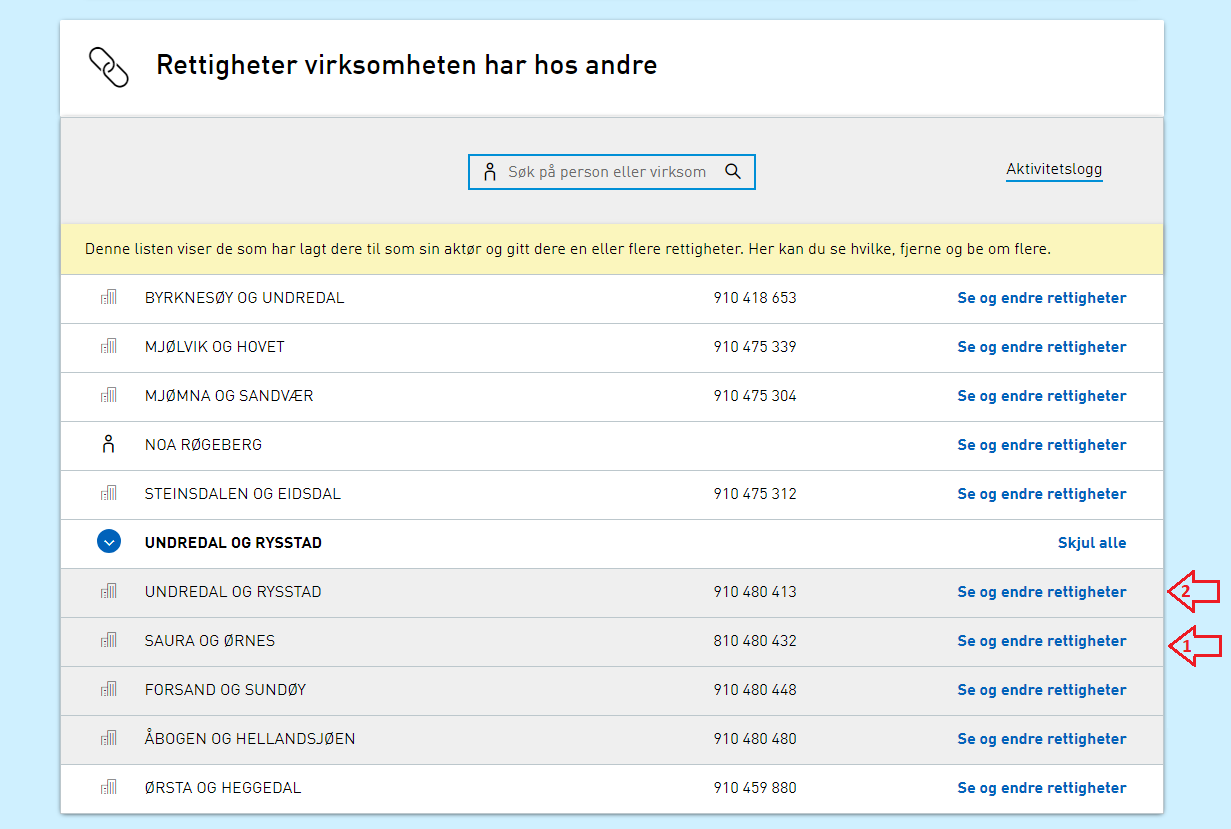 Rettigheter virksomheten har hos andre
Søk på person eller virksom
Aktivitetslogg
Denne listen viser de som har lagt dere til som sin aktør og gitt dere en eller flere rettigheter. Her kan du se hvilke, fjerne og be om flere.
BYRKNESØY OG UNDREDAL 910 418 653 Se og endre rettigheter
MJØLVIK OG HOVET 910 475 339 Se og endre rettigheter
MJØMNA OG SANDVÆR 910 475 304 Se og endre rettigheter
NOA RØGEBERG Se og endre rettigheter
STEINSDALEN OG EIDSDAL 910 475 312 Se og endre rettigheter
UNDREDAL OG RYSSTAD Skjul alle
UNDREDAL OG RYSSTAD 910 480 413 Se og endre rettigheter 2
SAURA OG ØRNES 810 480 432 Se og endre rettigheter 1
FORSAND OG SUNDØY 910 480 448 Se og endre rettigheter
ÅBOGEN OG HELLANDSJØEN 910 480 480 Se og endre rettigheter
ØRSTA OG HEGGEDAL 910 459 880 Se og endre rettigheter